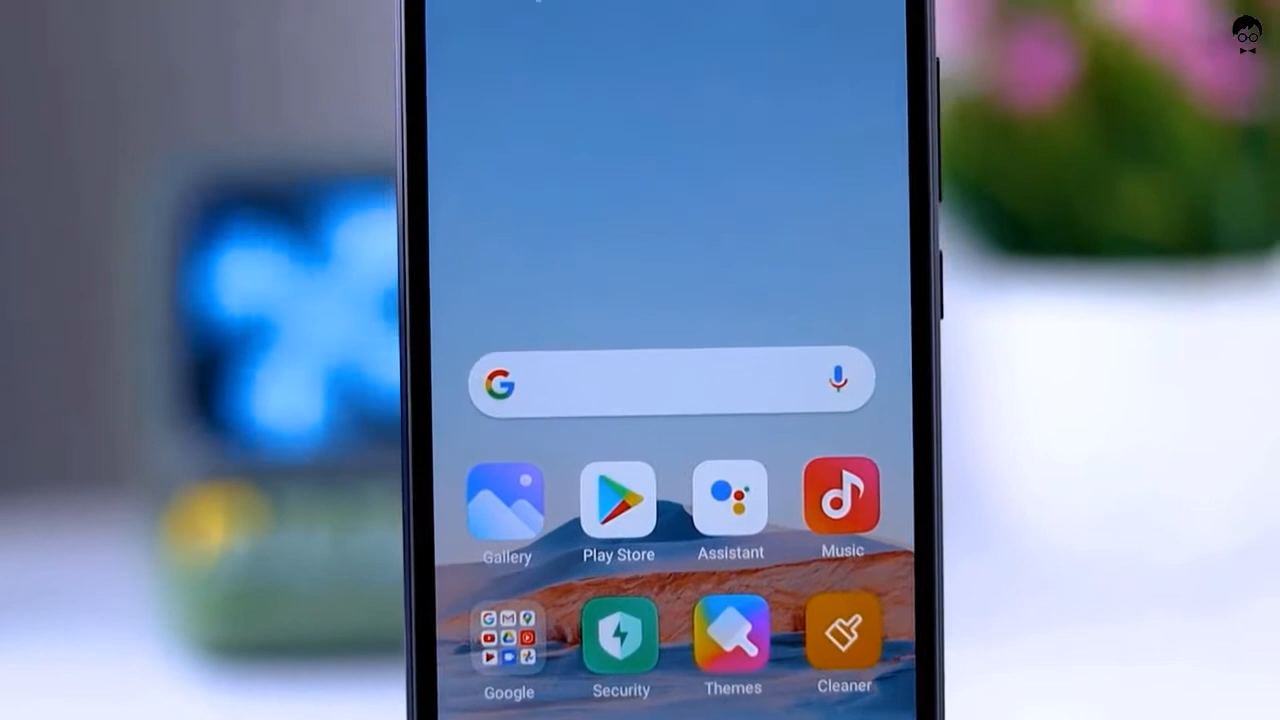 Gallery
Play Store
Assistant
Music
Google
Security
Themes
Cleaner